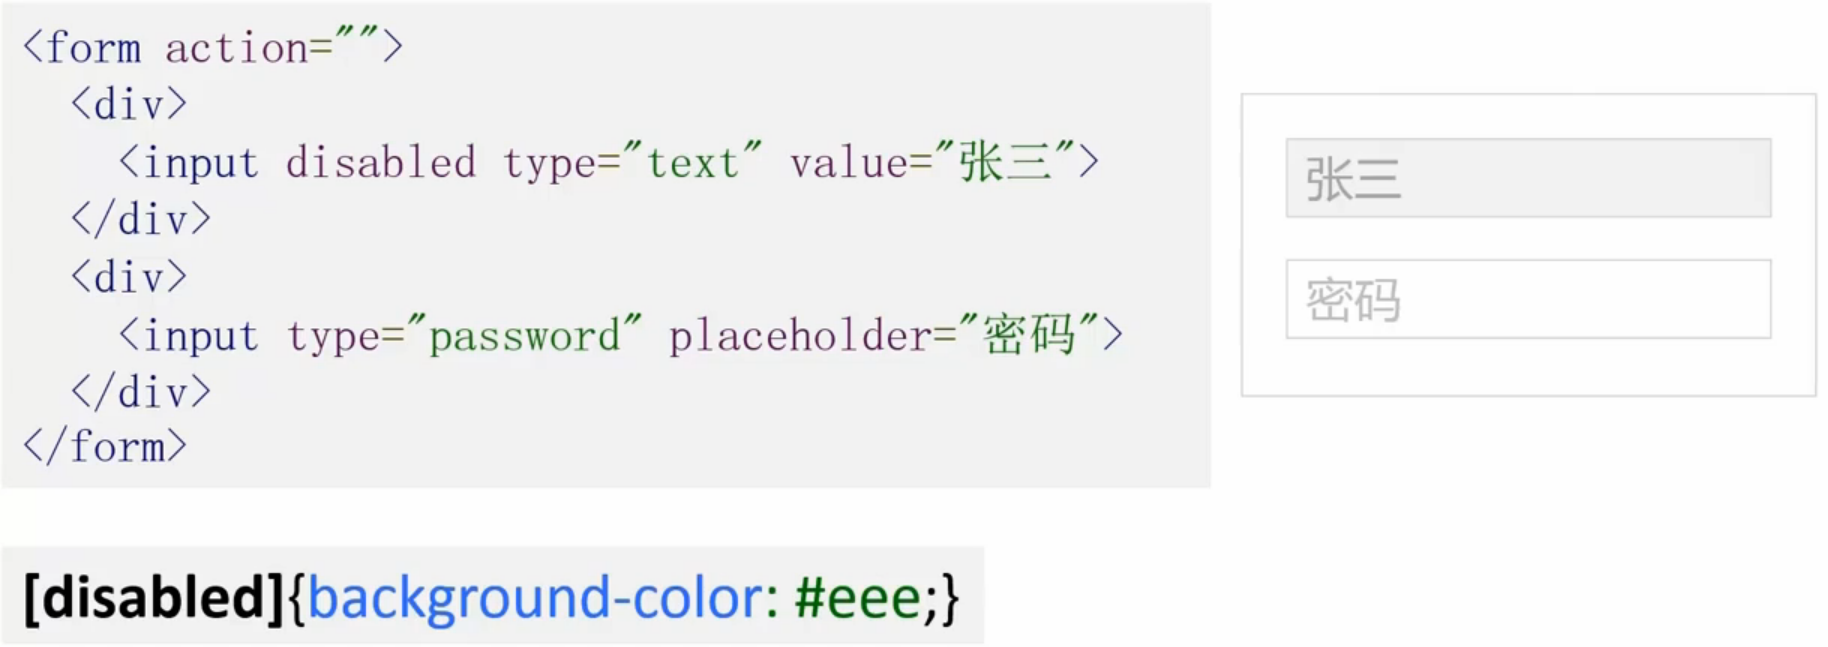 <form action="">
<div>
<input disabled type="text" value="张三">
</div>
<div>
<input type="password" placeholder="密码">
</div>
</form>
张三
密码
[disabled]{background-color: #eee;}